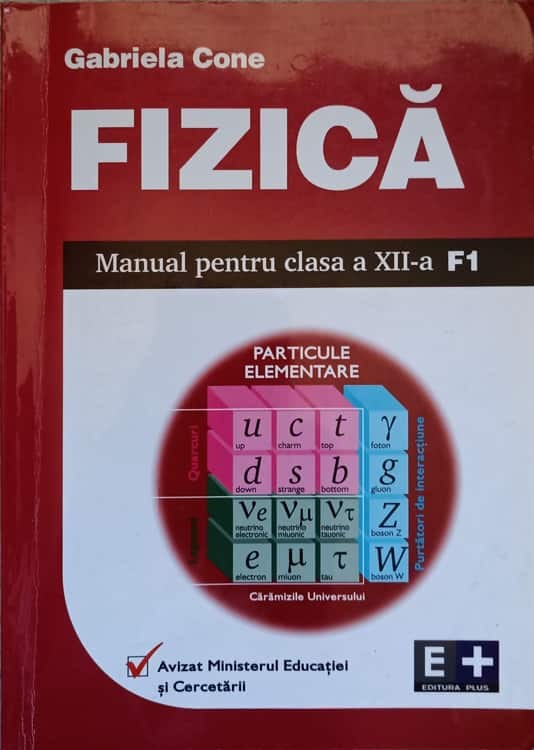 Gabriela Cone
FIZICĂ
Manual pentru clasa a XII-a F1
PARTICULE
ELEMENTARE
Quarcuri
u c t γ
up charm top foton
d s b g
down strange bottom gluon
νe νμ ντ Z
neutrino electronic neutrino miuonic neutrino tauonic boson Z
e μ τ W
electron miuon tau boson W
Purtători de interacțiune
Cărămizile Universului
Avizat Ministerul Educației
și Cercetării
E+
EDITURA PLUS